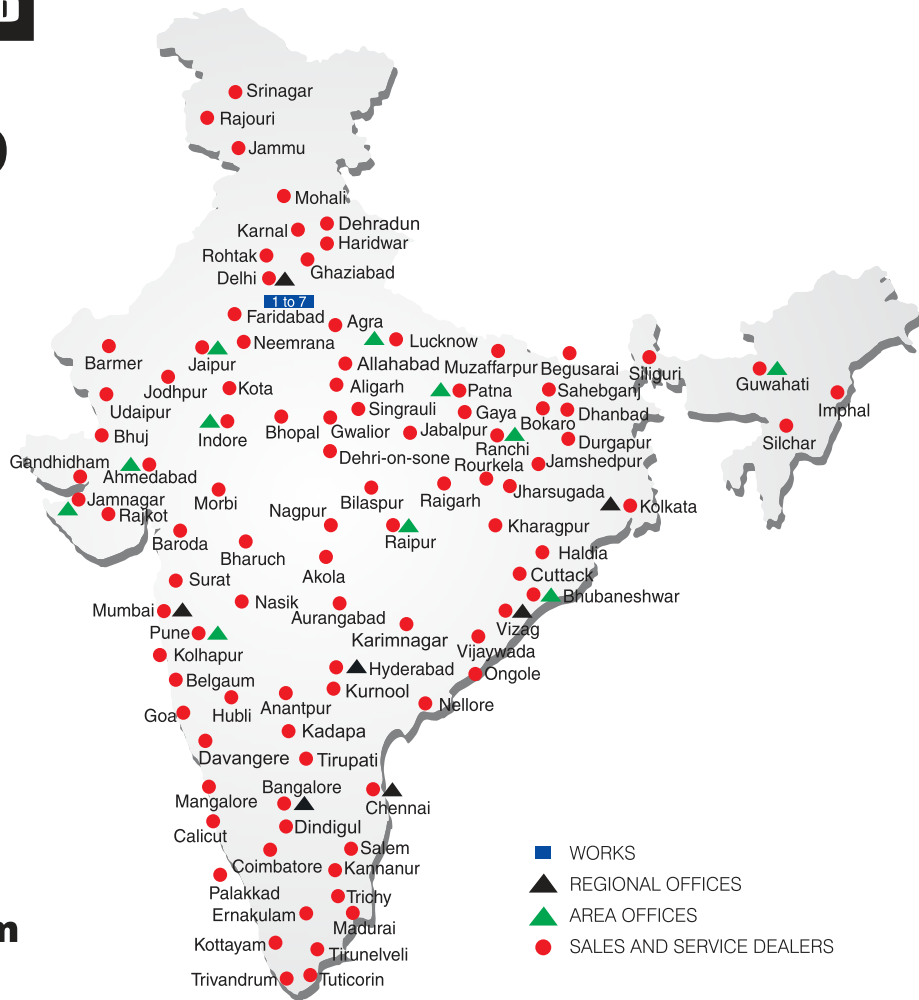 Srinagar
Rajouri
Jammu
Mohali
Dehradun
Karnal
Haridwar
Rohtak
Ghaziabad
Delhi
1 to 7
Faridabad
Agra
Neemrana
Lucknow
Barmer
Jaipur
Allahabad
Muzaffarpur
Begusarai
Siliguri
Guwahati
Jodhpur
Kota
Aligarh
Patna
Sahebganj
Imphal
Udaipur
Singrauli
Gaya
Bokaro
Dhanbad
Indore
Bhopal
Gwalior
Jabalpur
Silchar
Bhuj
Ranchi
Durgapur
Gandhidham
Ahmedabad
Dehri-on-sone
Rourkela
Jamshedpur
Jamnagar
Morbi
Bilaspur
Raigarh
Jharsugada
Kolkata
Rajkot
Nagpur
Raipur
Kharagpur
Baroda
Bharuch
Akola
Haldia
Surat
Cuttack
Nasik
Bhubaneshwar
Mumbai
Aurangabad
Vizag
Pune
Karimnagar
Vijaywada
Kolhapur
Hyderabad
Ongole
Belgaum
Kurnool
Goa
Hubli
Anantpur
Nellore
Kadapa
Davangere
Tirupati
Mangalore
Bangalore
Chennai
Calicut
Dindigul
Coimbatore
Salem
Kannanur
Palakkad
Trichy
Ernakulam
Madurai
Kottayam
Tirunelveli
Trivandrum
Tuticorin
WORKS
REGIONAL OFFICES
AREA OFFICES
SALES AND SERVICE DEALERS